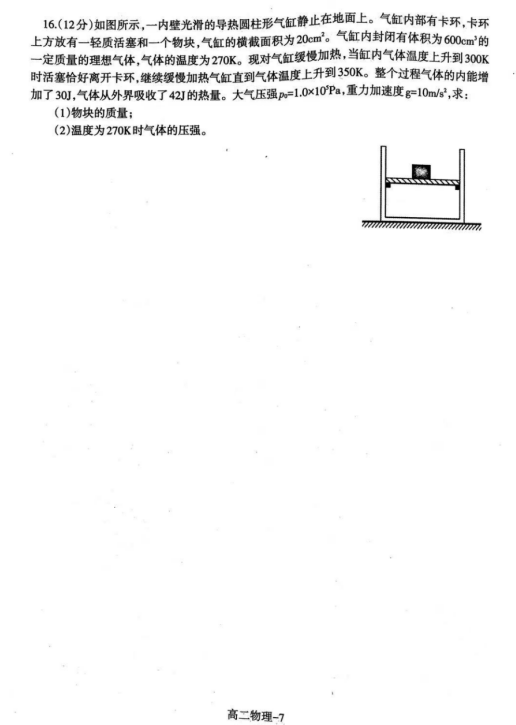 16.(12分)如图所示,一内壁光滑的导热圆柱形气缸静止在地面上。气缸内部有卡环,卡环
上方放有一轻质活塞和一个物块,气缸的横截面积为20cm²。气缸内封闭有体积为600cm³的
一定质量的理想气体,气体的温度为270K。现对气缸缓慢加热,当缸内气体温度上升到300K
时活塞恰好离开卡环,继续缓慢加热气缸直到气体温度上升到350K。整个过程气体的内能增
加了30J,气体从外界吸收了42J的热量。大气压强p₀=1.0×10⁵Pa,重力加速度g=10m/s²,求:
(1)物块的质量;
(2)温度为270K时气体的压强。
高二物理-7